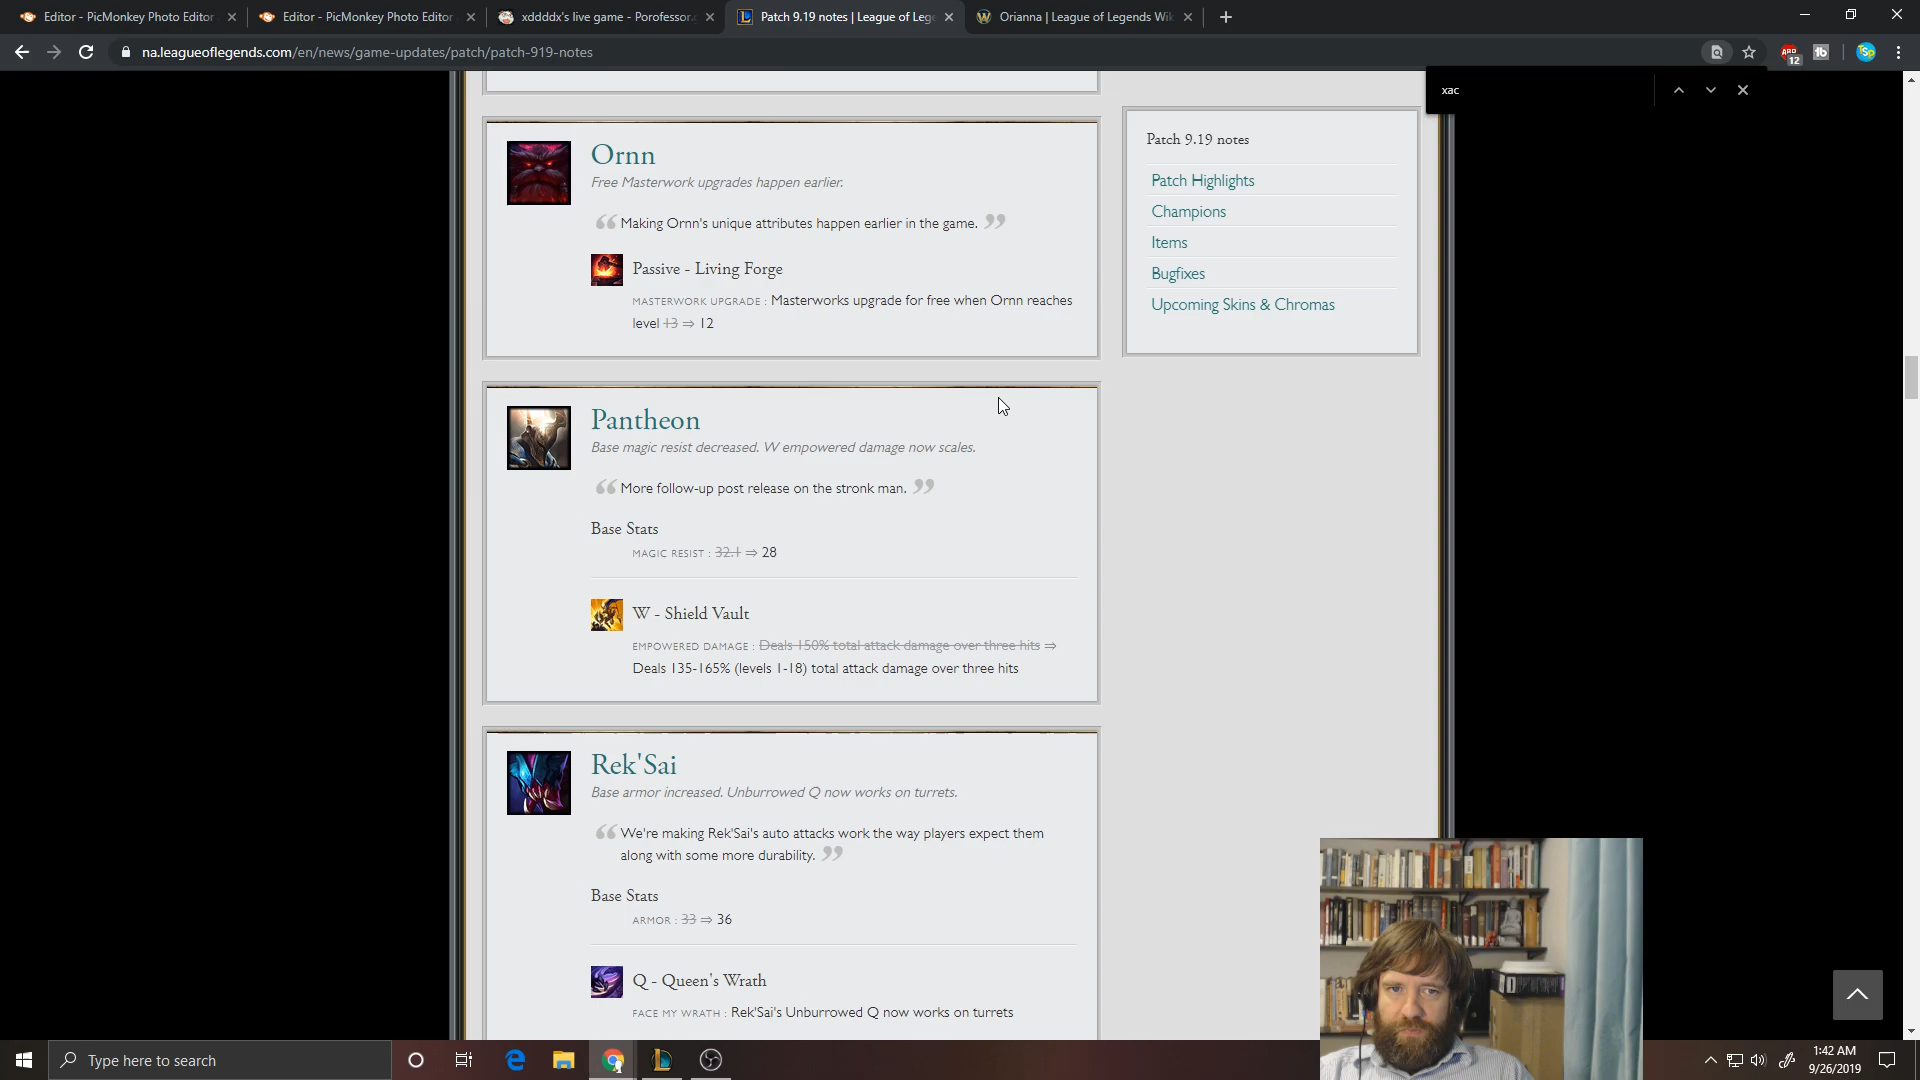 Editor - PicMonkey Photo Editor
Editor - PicMonkey Photo Editor
xddddx's live game - Porofessor.g
Patch 9.19 notes | League of Leg
Orianna | League of Legends Wik
na.leagueoflegends.com/en/news/game-updates/patch/patch-919-notes
12
xac
Ornn
Free Masterwork upgrades happen earlier.
“ Making Ornn's unique attributes happen earlier in the game. ”
Passive - Living Forge
MASTERWORK UPGRADE : Masterworks upgrade for free when Ornn reaches
level 13 ⇒ 12
Pantheon
Base magic resist decreased. W empowered damage now scales.
“ More follow-up post release on the stronk man. ”
Base Stats
MAGIC RESIST : 32.1 ⇒ 28
W - Shield Vault
EMPOWERED DAMAGE : Deals 150% total attack damage over three hits ⇒
Deals 135-165% (levels 1-18) total attack damage over three hits
Rek'Sai
Base armor increased. Unburrowed Q now works on turrets.
“ We're making Rek'Sai's auto attacks work the way players expect them
along with some more durability. ”
Base Stats
ARMOR : 33 ⇒ 36
Q - Queen's Wrath
FACE MY WRATH : Rek'Sai's Unburrowed Q now works on turrets
Patch 9.19 notes
Patch Highlights
Champions
Items
Bugfixes
Upcoming Skins & Chromas
Type here to search
1:42 AM
9/26/2019